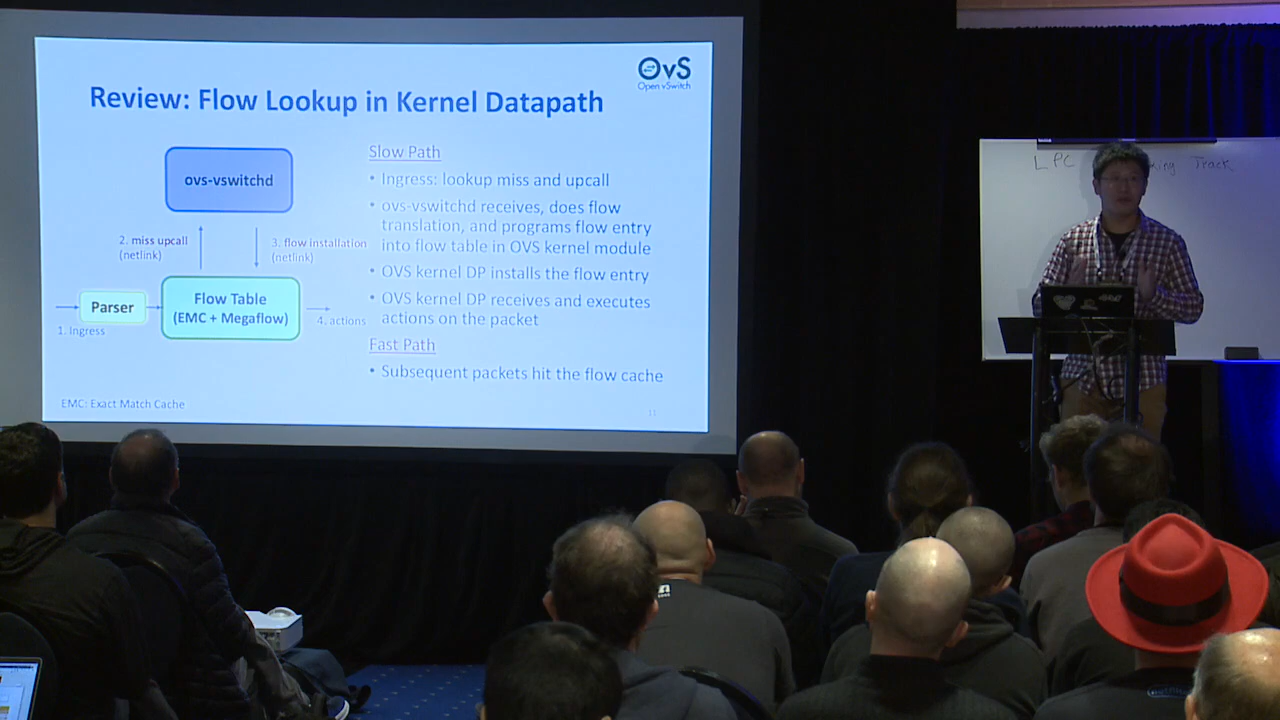 OvS
Open vSwitch
Review: Flow Lookup in Kernel Datapath
ovs-vswitchd
2. miss upcall
(netlink)
3. flow installation
(netlink)
Parser
Flow Table
(EMC + Megaflow)
1. Ingress
4. actions
EMC: Exact Match Cache
Slow Path
• Ingress: lookup miss and upcall
• ovs-vswitchd receives, does flow
translation, and programs flow entry
into flow table in OVS kernel module
• OVS kernel DP installs the flow entry
• OVS kernel DP receives and executes
actions on the packet
Fast Path
• Subsequent packets hit the flow cache
11
LPC
Track